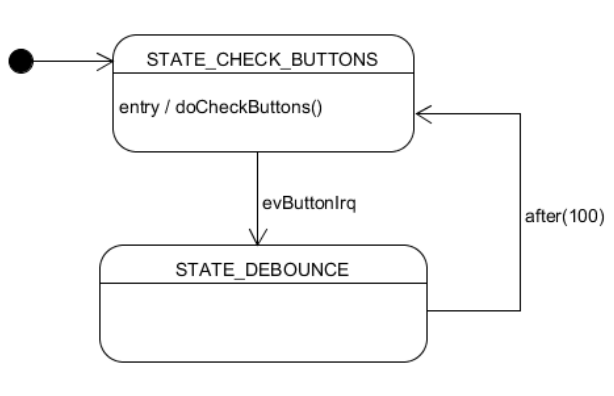 STATE_CHECK_BUTTONS
entry / doCheckButtons()
evButtonIrq
after(100)
STATE_DEBOUNCE